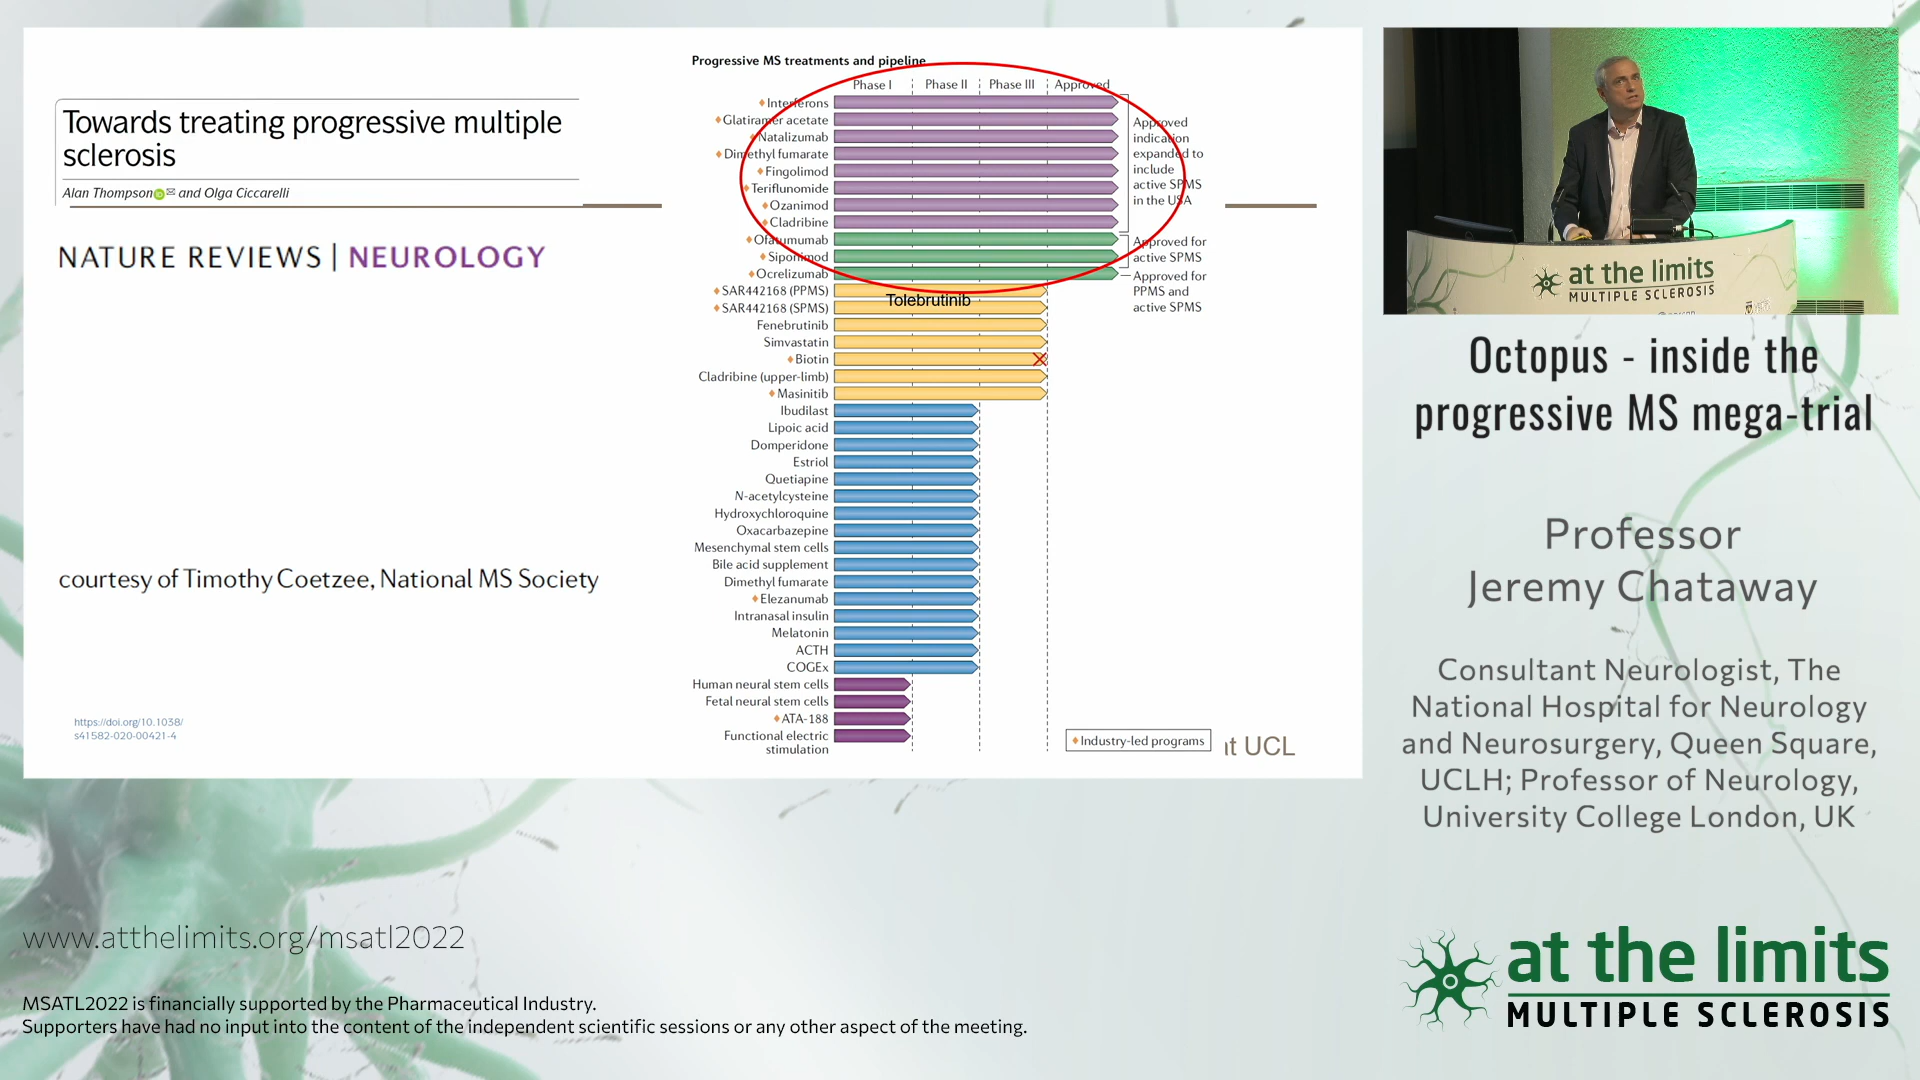 Towards treating progressive multiple
sclerosis
Alan Thompson and Olga Ciccarelli
NATURE REVIEWS | NEUROLOGY
courtesy of Timothy Coetzee, National MS Society
https://doi.org/10.1038/
s41582-020-00421-4
Progressive MS treatments and pipeline
Phase I Phase II Phase III Approved
Interferons
Glatiramer acetate
Natalizumab
Dimethyl fumarate
Fingolimod
Teriflunomide
Ozanimod
Cladribine
Ofatumumab
Siponimod
Ocrelizumab
SAR442168 (PPMS)
Tolebrutinib
SAR442168 (SPMS)
Fenebrutinib
Simvastatin
Biotin
Cladribine (upper-limb)
Masinitib
Ibudilast
Lipoic acid
Domperidone
Estriol
Quetiapine
N-acetylcysteine
Hydroxychloroquine
Oxacarbazepine
Mesenchymal stem cells
Bile acid supplement
Dimethyl fumarate
Elezanumab
Intranasal insulin
Melatonin
ACTH
COGEx
Human neural stem cells
Fetal neural stem cells
ATA-188
Functional electric
stimulation
Approved
indication
expanded to
include
active SPMS
in the USA
Approved for
active SPMS
Approved for
PPMS and
active SPMS
Industry-led programs
at UCL
at the limits
MULTIPLE SCLEROSIS
Octopus - inside the
progressive MS mega-trial
Professor
Jeremy Chataway
Consultant Neurologist, The
National Hospital for Neurology
and Neurosurgery, Queen Square,
UCLH; Professor of Neurology,
University College London, UK
www.atthelimits.org/msatl2022
MSATL2022 is financially supported by the Pharmaceutical Industry.
Supporters have had no input into the content of the independent scientific sessions or any other aspect of the meeting.
at the limits
MULTIPLE SCLEROSIS